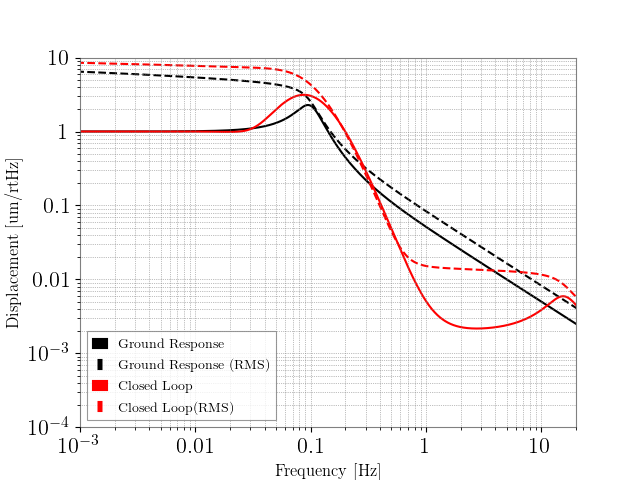 10
1
0.1
0.01
10^{-3}
10^{-4}
Displacement [um/rtHz]
Ground Response
Ground Response (RMS)
Closed Loop
Closed Loop(RMS)
10^{-3}
0.01
0.1
1
10
Frequency [Hz]